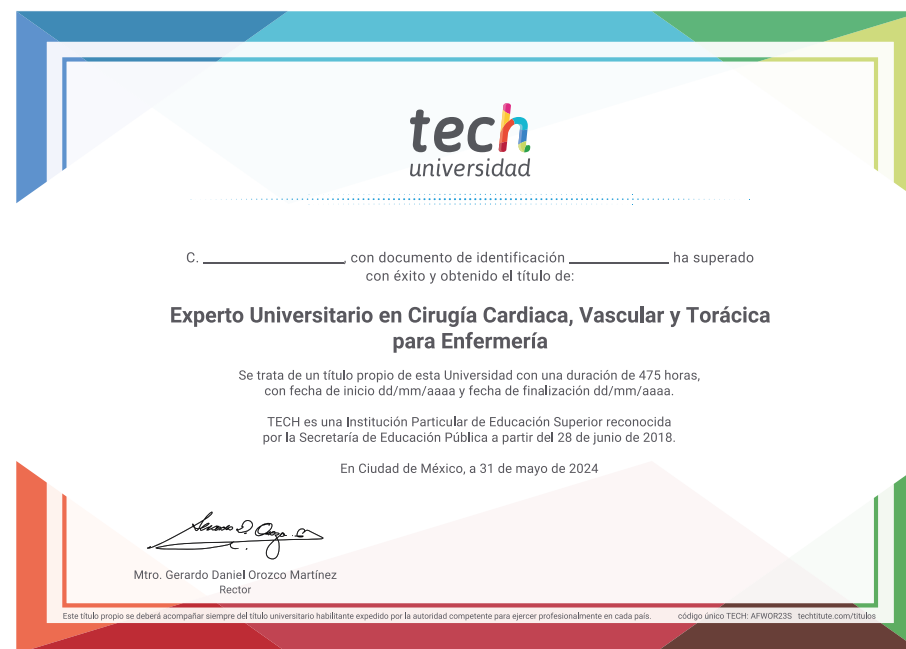 tech
universidad
C. ____________________, con documento de identificación ______________ ha superado
con éxito y obtenido el título de:
Experto Universitario en Cirugía Cardiaca, Vascular y Torácica
para Enfermería
Se trata de un título propio de esta Universidad con una duración de 475 horas,
con fecha de inicio dd/mm/aaaa y fecha de finalización dd/mm/aaaa.
TECH es una Institución Particular de Educación Superior reconocida
por la Secretaría de Educación Pública a partir del 28 de junio de 2018.
En Ciudad de México, a 31 de mayo de 2024
Mtro. Gerardo Daniel Orozco Martínez
Rector
Este título propio se deberá acompañar siempre del título universitario habilitante expedido por la autoridad competente para ejercer profesionalmente en cada país. código único TECH: AFWOR23S techtitute.com/titulos